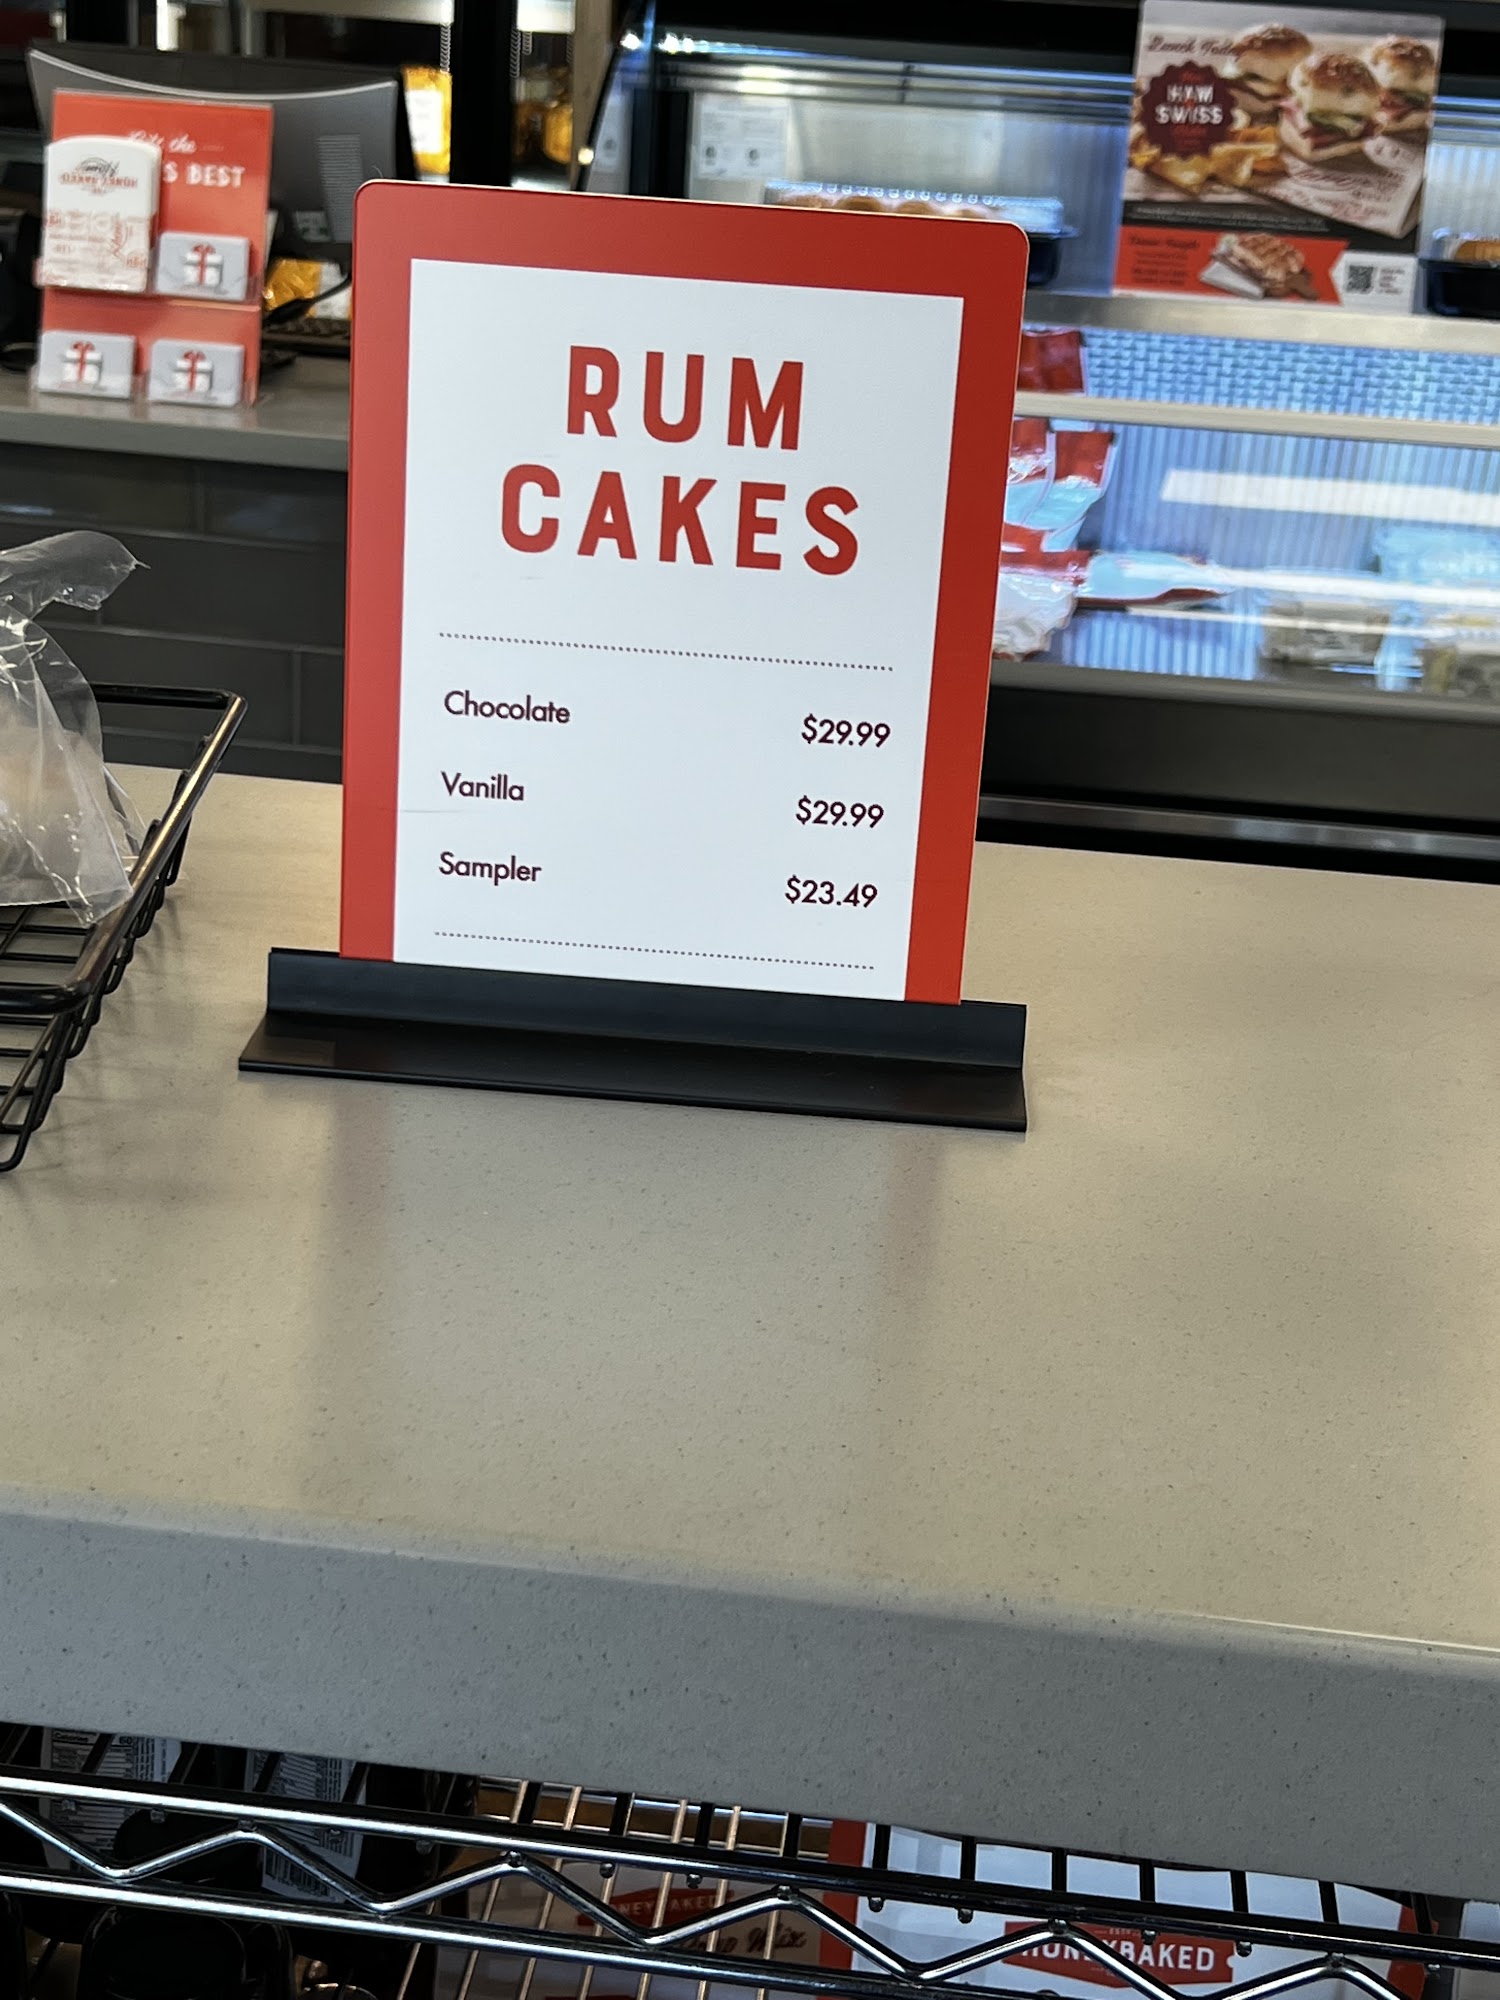 RUM
CAKES
Chocolate $29.99
Vanilla $29.99
Sampler $23.49
S BEST
HAM
SWISS
HONEYBAKED